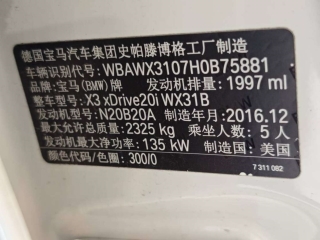 德国宝马汽车集团史帕滕博格工厂制造
车辆识别代号：WBAWX3107H0B75881
品牌：宝马(BMW)牌 发动机排量：1997 ml
整车型号：X3 xDrive20i WX31B
发动机型号：N20B20A 制造年月：2016.12
最大允许总质量：2325 kg 乘坐人数：5 人
发动机最大净功率：135 kW 制造国：美国
颜色代号/色圈：300/0
7 311 092